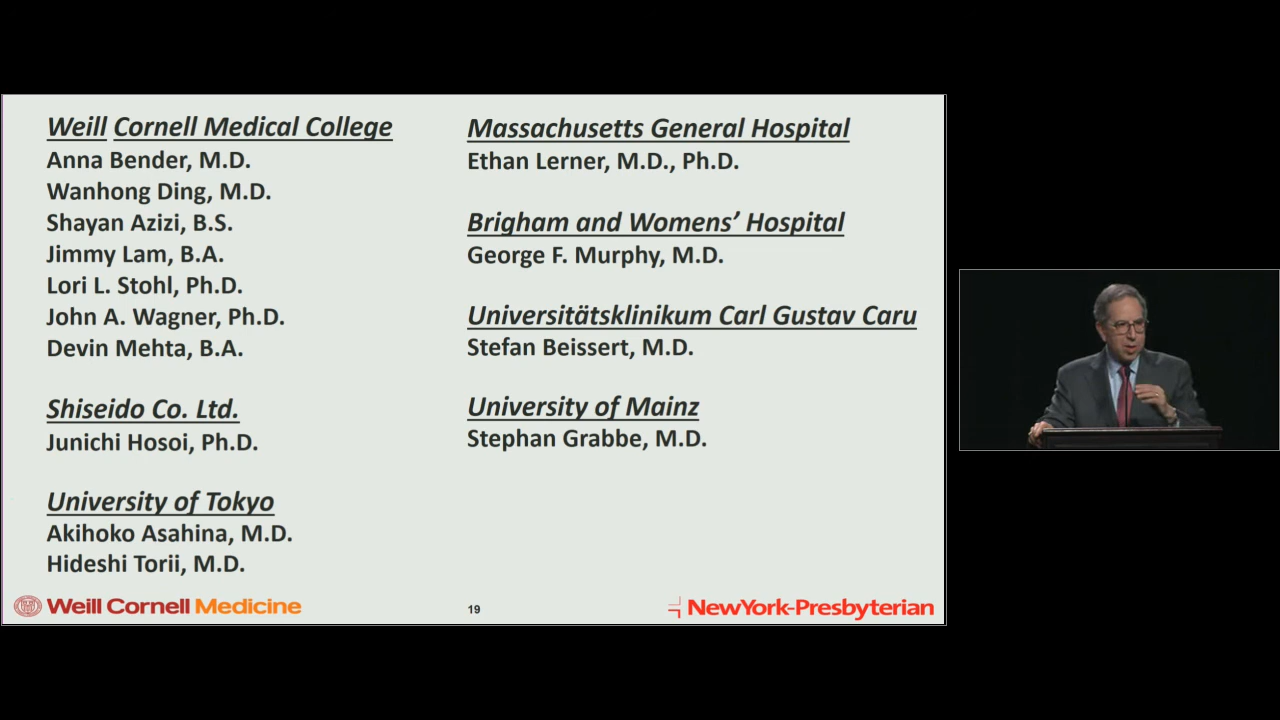 Weill Cornell Medical College
Anna Bender, M.D.
Wanhong Ding, M.D.
Shayan Azizi, B.S.
Jimmy Lam, B.A.
Lori L. Stohl, Ph.D.
John A. Wagner, Ph.D.
Devin Mehta, B.A.
Shiseido Co. Ltd.
Junichi Hosoi, Ph.D.
University of Tokyo
Akihoko Asahina, M.D.
Hideshi Torii, M.D.
Massachusetts General Hospital
Ethan Lerner, M.D., Ph.D.
Brigham and Womens’ Hospital
George F. Murphy, M.D.
Universitätsklinikum Carl Gustav Caru
Stefan Beissert, M.D.
University of Mainz
Stephan Grabbe, M.D.
Weill Cornell Medicine
19
NewYork-Presbyterian